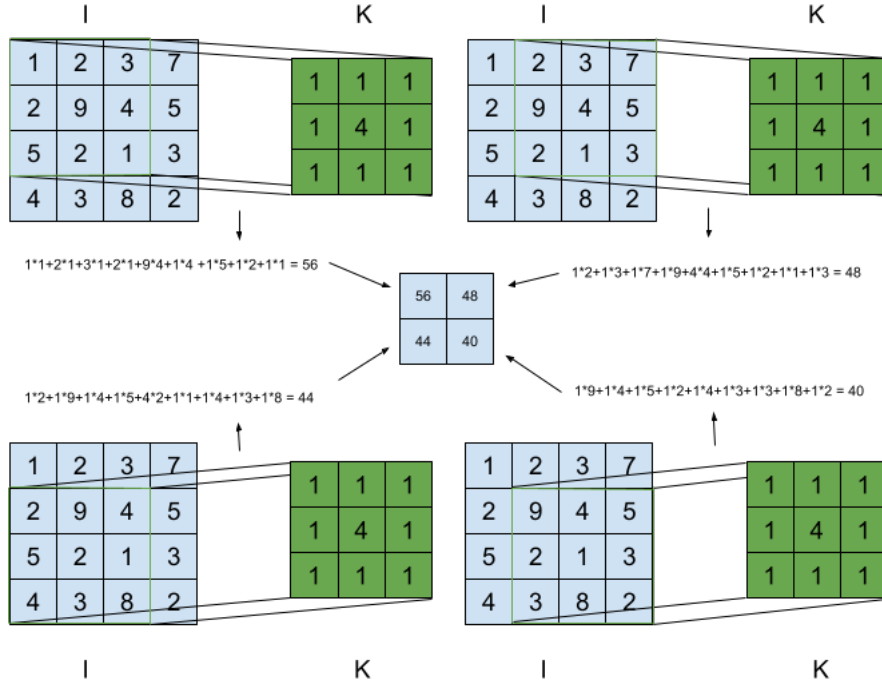 I K I K
1 2 3 7
2 9 4 5
5 2 1 3
4 3 8 2
1 1 1
1 4 1
1 1 1
1 2 3 7
2 9 4 5
5 2 1 3
4 3 8 2
1 1 1
1 4 1
1 1 1
1*1+2*1+3*1+2*1+9*4+1*4 +1*5+1*2+1*1 = 56
1*2+1*3+1*7+1*9+4*4+1*5+1*2+1*1+1*3 = 48
56 48
44 40
1*2+1*9+1*4+1*5+4*2+1*1+1*4+1*3+1*8 = 44
1*9+1*4+1*5+1*2+1*4+1*3+1*3+1*8+1*2 = 40
1 2 3 7
2 9 4 5
5 2 1 3
4 3 8 2
1 1 1
1 4 1
1 1 1
1 2 3 7
2 9 4 5
5 2 1 3
4 3 8 2
1 1 1
1 4 1
1 1 1
I K I K